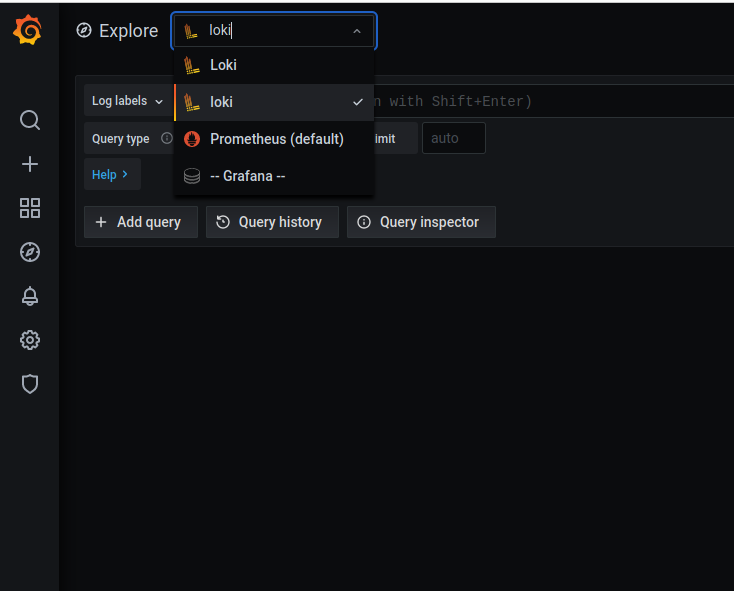 Explore
loki
Loki
loki
Prometheus (default)
-- Grafana --
Log labels
with Shift+Enter)
Query type
auto
Help
Add query
Query history
Query inspector